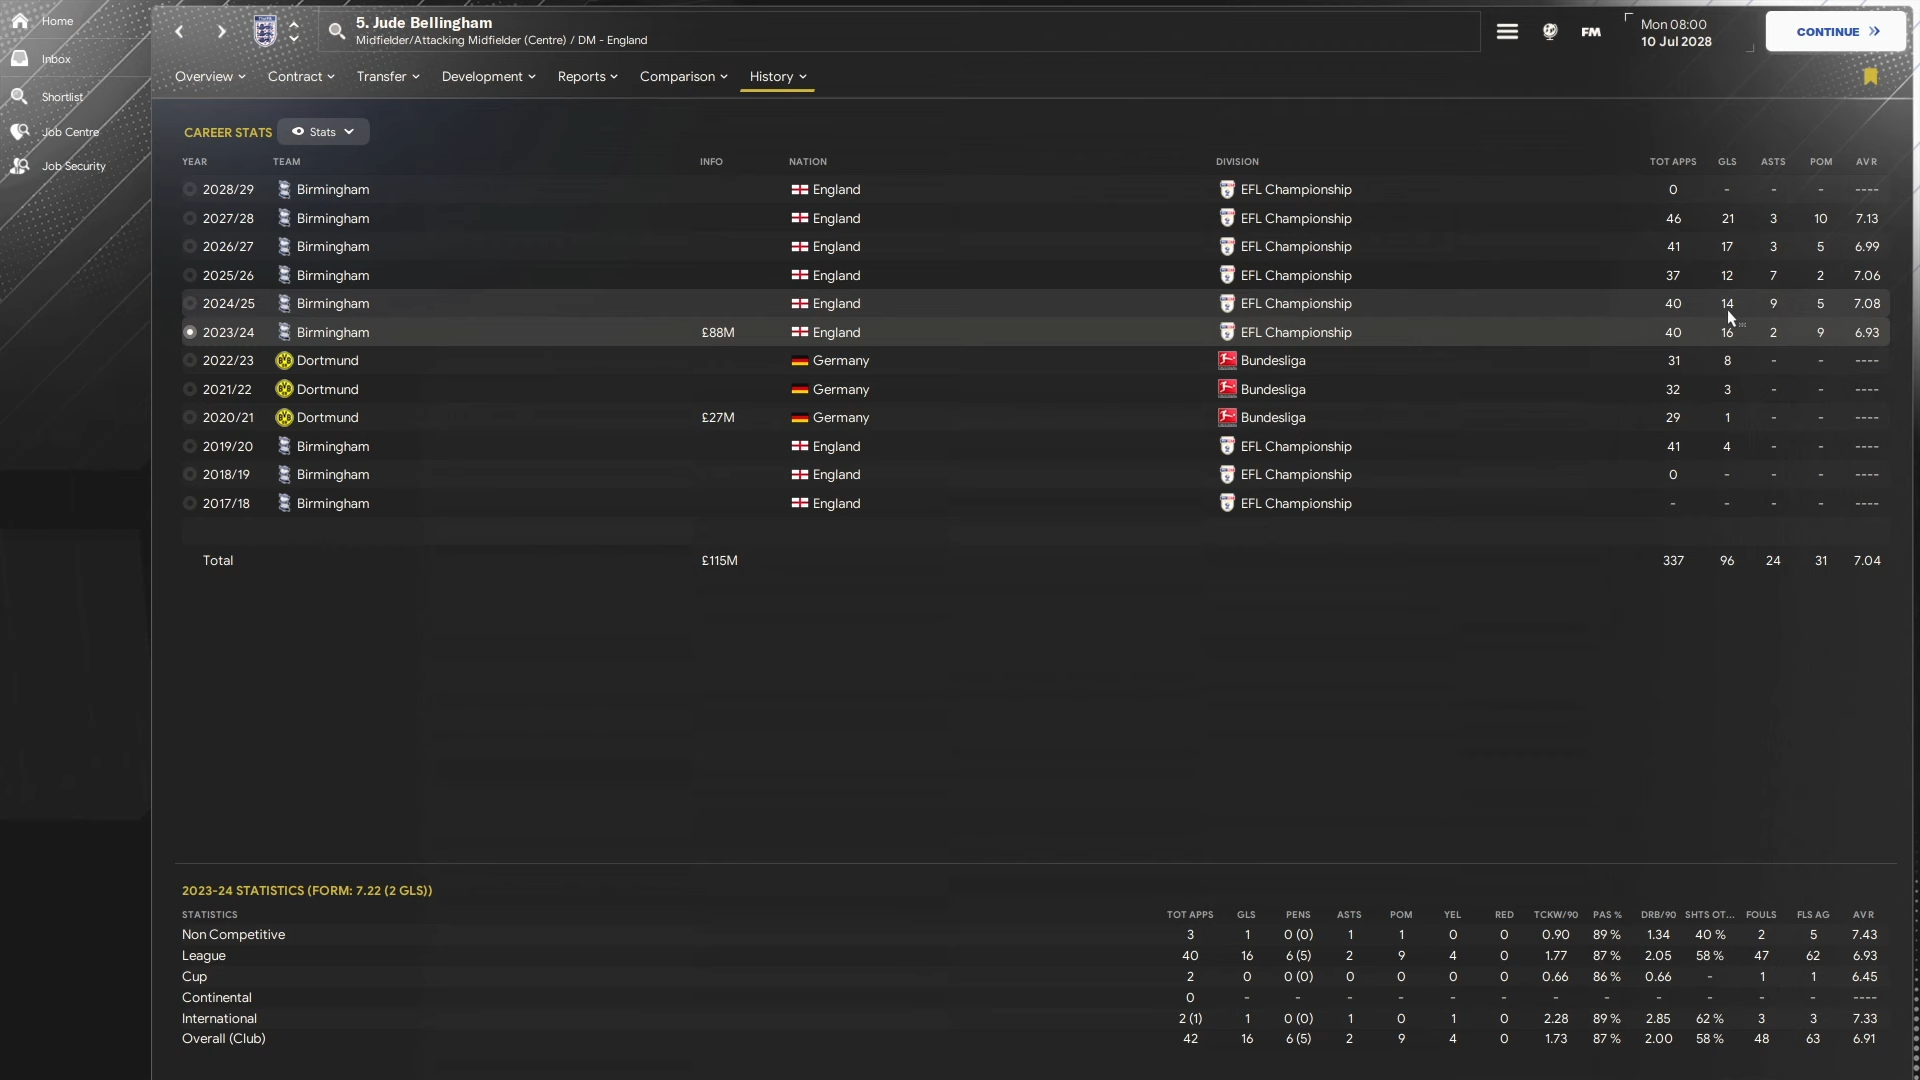 Home
Inbox
Shortlist
Job Centre
Job Security
5. Jude Bellingham
Midfielder/Attacking Midfielder (Centre) / DM - England
FM
Mon 08:00
10 Jul 2028
CONTINUE
Overview Contract Transfer Development Reports Comparison History
CAREER STATS Stats
YEAR TEAM INFO NATION DIVISION TOT APPS GLS ASTS POM AV R
2028/29 Birmingham England EFL Championship 0 - - - ----
2027/28 Birmingham England EFL Championship 46 21 3 10 7.13
2026/27 Birmingham England EFL Championship 41 17 3 5 6.99
2025/26 Birmingham England EFL Championship 37 12 7 2 7.06
2024/25 Birmingham England EFL Championship 40 14 9 5 7.08
2023/24 Birmingham £88M England EFL Championship 40 16 2 9 6.93
2022/23 Dortmund Germany Bundesliga 31 8 - - ----
2021/22 Dortmund Germany Bundesliga 32 3 - - ----
2020/21 Dortmund £27M Germany Bundesliga 29 1 - - ----
2019/20 Birmingham England EFL Championship 41 4 - - ----
2018/19 Birmingham England EFL Championship 0 - - - ----
2017/18 Birmingham England EFL Championship - - - - ----
Total £115M 337 96 24 31 7.04
2023-24 STATISTICS (FORM: 7.22 (2 GLS))
STATISTICS TOT APPS GLS PENS ASTS POM YEL RED TCKW/90 PAS % DRB/90 SHTS OT... FOULS FLS AG AV R
Non Competitive 3 1 0 (0) 1 1 0 0 0.90 89 % 1.34 40 % 2 5 7.43
League 40 16 6 (5) 2 9 4 0 1.77 87 % 2.05 58 % 47 62 6.93
Cup 2 0 0 (0) 0 0 0 0 0.66 86 % 0.66 - 1 1 6.45
Continental 0 - - - - - - - - - - - - ----
International 2 (1) 1 0 (0) 1 0 1 0 2.28 89 % 2.85 62 % 3 3 7.33
Overall (Club) 42 16 6 (5) 2 9 4 0 1.73 87 % 2.00 58 % 48 63 6.91